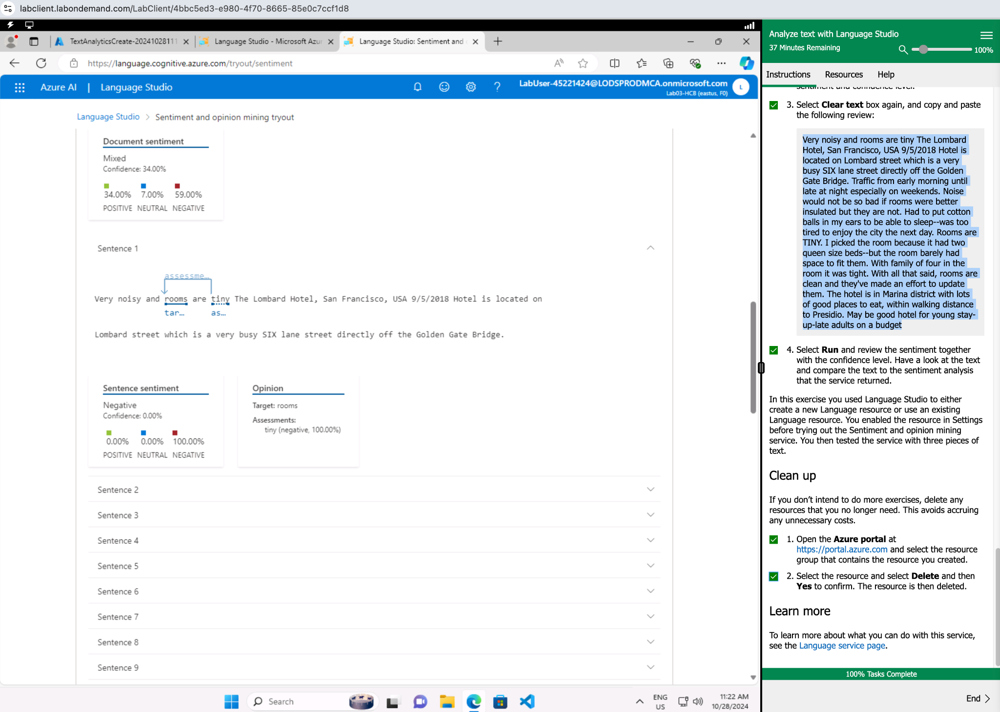 labclient.labondemand.com/LabClient/4bbc5ed3-e980-4f70-8665-85e0c7ccf1d8
TextAnalyticsCreate-20241028111
Language Studio - Microsoft Azur
Language Studio: Sentiment and
https://language.cognitive.azure.com/tryout/sentiment
Azure AI | Language Studio
LabUser-45221424@LODSPRODMCA.onmicrosoft.com
Lab03-HCB (eastus, F0)
L
Language Studio > Sentiment and opinion mining tryout
Document sentiment
Mixed
Confidence: 34.00%
34.00% 7.00% 59.00%
POSITIVE NEUTRAL NEGATIVE
Sentence 1
assessme...
Very noisy and rooms are tiny The Lombard Hotel, San Francisco, USA 9/5/2018 Hotel is located on
tar... as...
Lombard street which is a very busy SIX lane street directly off the Golden Gate Bridge.
Sentence sentiment
Negative
Confidence: 0.00%
0.00% 0.00% 100.00%
POSITIVE NEUTRAL NEGATIVE
Opinion
Target: rooms
Assessments:
tiny (negative, 100.00%)
Sentence 2
Sentence 3
Sentence 4
Sentence 5
Sentence 6
Sentence 7
Sentence 8
Sentence 9
Search
ENG
US
11:22 AM
10/28/2024
Analyze text with Language Studio
37 Minutes Remaining
100%
Instructions Resources Help
sentiment and confidence level.
3. Select Clear text box again, and copy and paste
the following review:
Very noisy and rooms are tiny The Lombard
Hotel, San Francisco, USA 9/5/2018 Hotel is
located on Lombard street which is a very
busy SIX lane street directly off the Golden
Gate Bridge. Traffic from early morning until
late at night especially on weekends. Noise
would not be so bad if rooms were better
insulated but they are not. Had to put cotton
balls in my ears to be able to sleep--was too
tired to enjoy the city the next day. Rooms are
TINY. I picked the room because it had two
queen size beds--but the room barely had
space to fit them. With family of four in the
room it was tight. With all that said, rooms are
clean and they've made an effort to update
them. The hotel is in Marina district with lots
of good places to eat, within walking distance
to Presidio. May be good hotel for young stay-
up-late adults on a budget
4. Select Run and review the sentiment together
with the confidence level. Have a look at the text
and compare the text to the sentiment analysis
that the service returned.
In this exercise you used Language Studio to either
create a new Language resource or use an existing
Language resource. You enabled the resource in Settings
before trying out the Sentiment and opinion mining
service. You then tested the service with three pieces of
text.
Clean up
If you don’t intend to do more exercises, delete any
resources that you no longer need. This avoids accruing
any unnecessary costs.
1. Open the Azure portal at
https://portal.azure.com and select the resource
group that contains the resource you created.
2. Select the resource and select Delete and then
Yes to confirm. The resource is then deleted.
Learn more
To learn more about what you can do with this service,
see the Language service page.
100% Tasks Complete
End